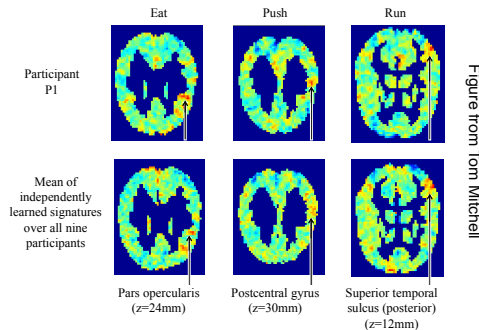 Eat
Push
Run
Participant
P1
Mean of
independently
learned signatures
over all nine
participants
Pars opercularis
(z=24mm)
Postcentral gyrus
(z=30mm)
Superior temporal
sulcus (posterior)
(z=12mm)
Figure from Tom Mitchell